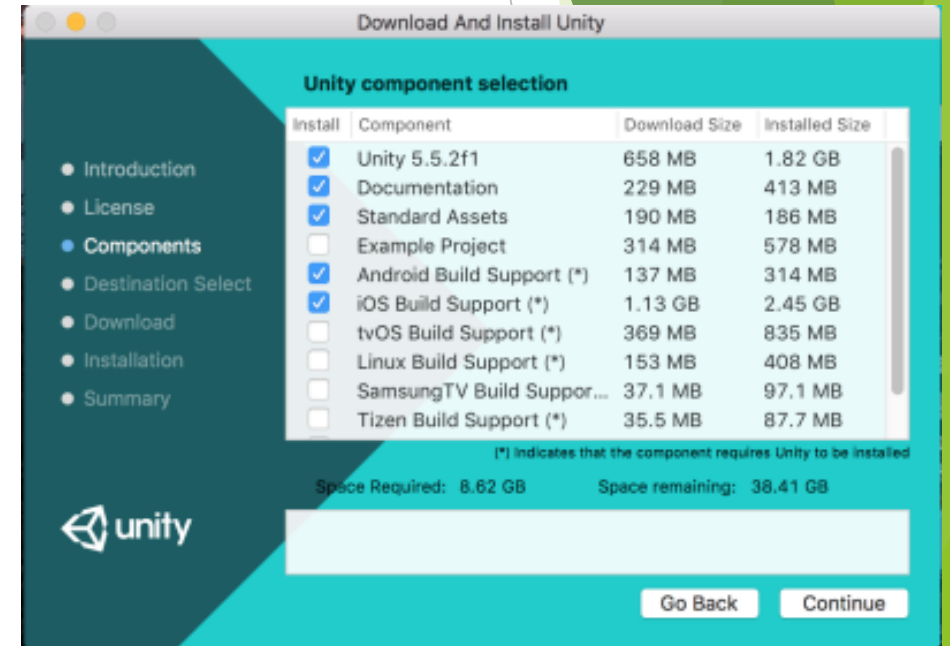 Download And Install Unity
Unity component selection
Install Component Download Size Installed Size
Unity 5.5.2f1 658 MB 1.82 GB
Documentation 229 MB 413 MB
Standard Assets 190 MB 186 MB
Example Project 314 MB 578 MB
Android Build Support (*) 137 MB 314 MB
iOS Build Support (*) 1.13 GB 2.45 GB
tvOS Build Support (*) 369 MB 835 MB
Linux Build Support (*) 153 MB 408 MB
SamsungTV Build Suppor... 37.1 MB 97.1 MB
Tizen Build Support (*) 35.5 MB 87.7 MB
(*) Indicates that the component requires Unity to be installed
Space Required: 8.62 GB Space remaining: 38.41 GB
Introduction
License
Components
Destination Select
Download
Installation
Summary
unity
Go Back Continue